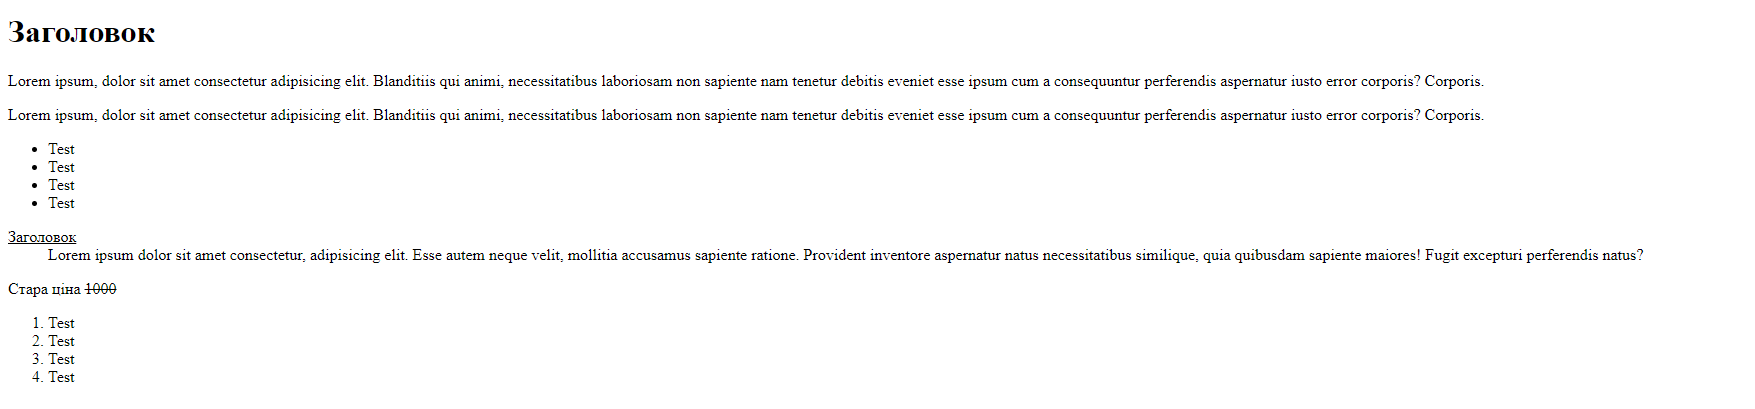 Заголовок
Lorem ipsum, dolor sit amet consectetur adipisicing elit. Blanditiis qui animi, necessitatibus laboriosam non sapiente nam tenetur debitis eveniet esse ipsum cum a consequuntur perferendis aspernatur iusto error corporis? Corporis.
Lorem ipsum, dolor sit amet consectetur adipisicing elit. Blanditiis qui animi, necessitatibus laboriosam non sapiente nam tenetur debitis eveniet esse ipsum cum a consequuntur perferendis aspernatur iusto error corporis? Corporis.
• Test
• Test
• Test
• Test
Заголовок
Lorem ipsum dolor sit amet consectetur, adipisicing elit. Esse autem neque velit, mollitia accusamus sapiente ratione. Provident inventore aspernatur natus necessitatibus similique, quia quibusdam sapiente maiores! Fugit excepturi perferendis natus?
Стара ціна 1000
1. Test
2. Test
3. Test
4. Test